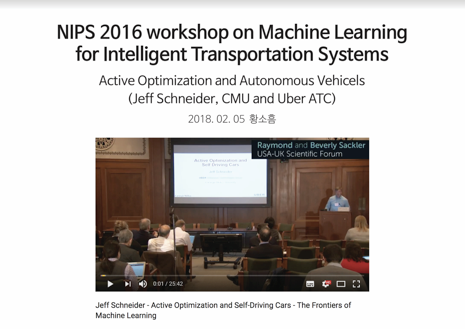 NIPS 2016 workshop on Machine Learning
for Intelligent Transportation Systems
Active Optimization and Autonomous Vehicels
(Jeff Schneider, CMU and Uber ATC)
2018. 02. 05 황소흠
Raymond and Beverly Sackler
USA-UK Scientific Forum
Active Optimization and
Self-Driving Cars
0:01 / 25:42
Jeff Schneider - Active Optimization and Self-Driving Cars - The Frontiers of
Machine Learning